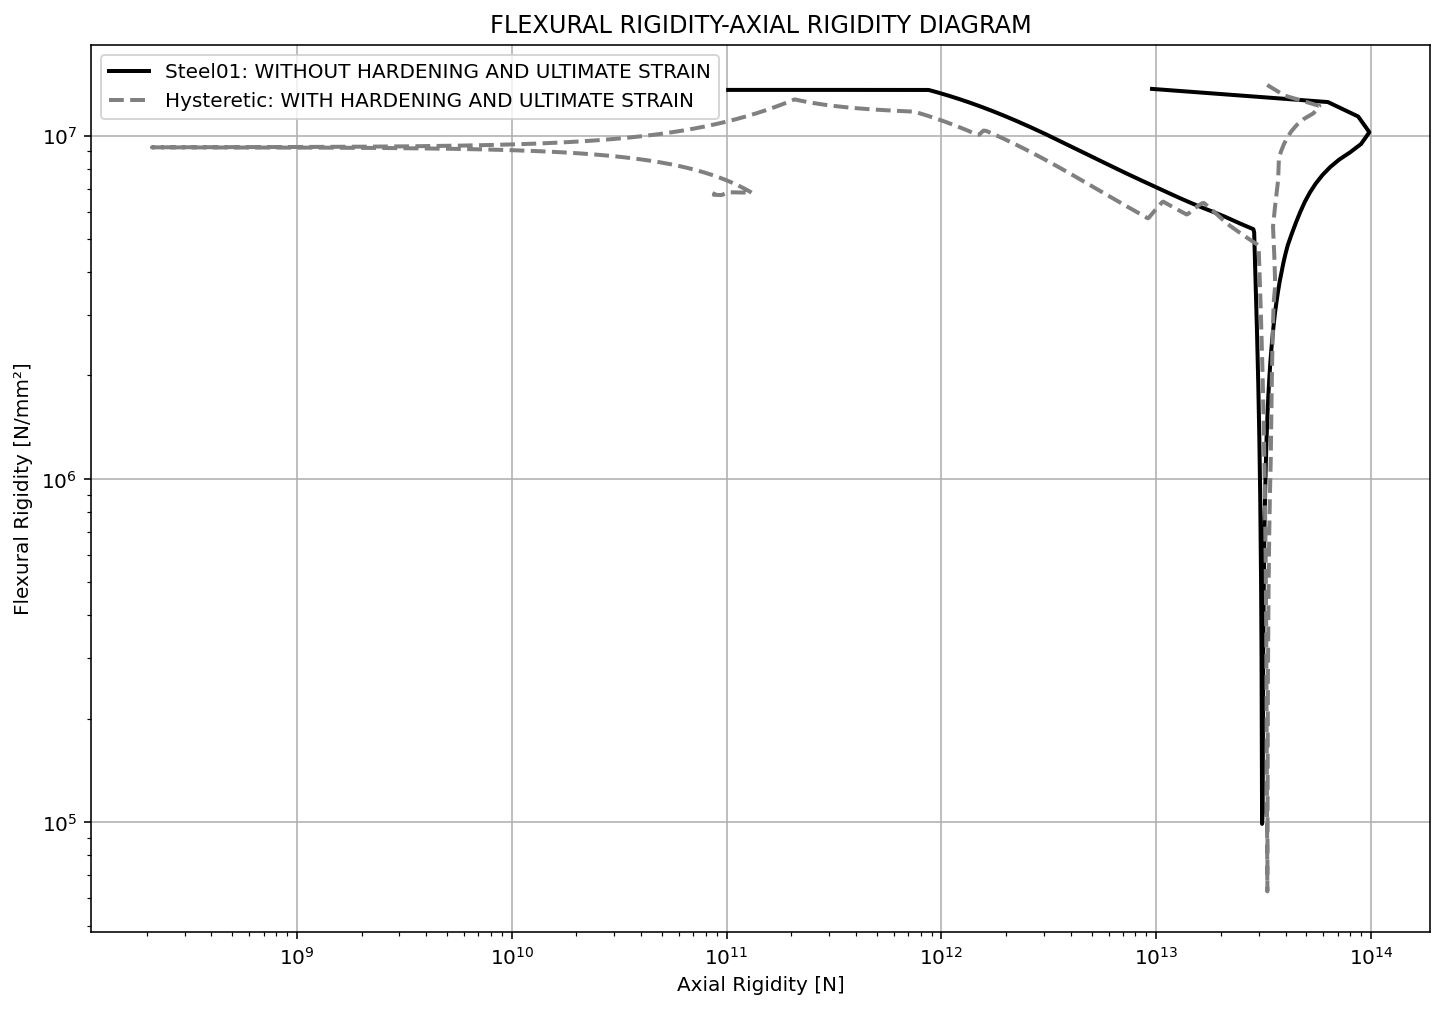 FLEXURAL RIGIDITY-AXIAL RIGIDITY DIAGRAM
Steel01: WITHOUT HARDENING AND ULTIMATE STRAIN
Hysteretic: WITH HARDENING AND ULTIMATE STRAIN
Flexural Rigidity [N/mm²]
10⁷
10⁶
10⁵
10⁹ 10¹⁰ 10¹¹ 10¹² 10¹³ 10¹⁴
Axial Rigidity [N]